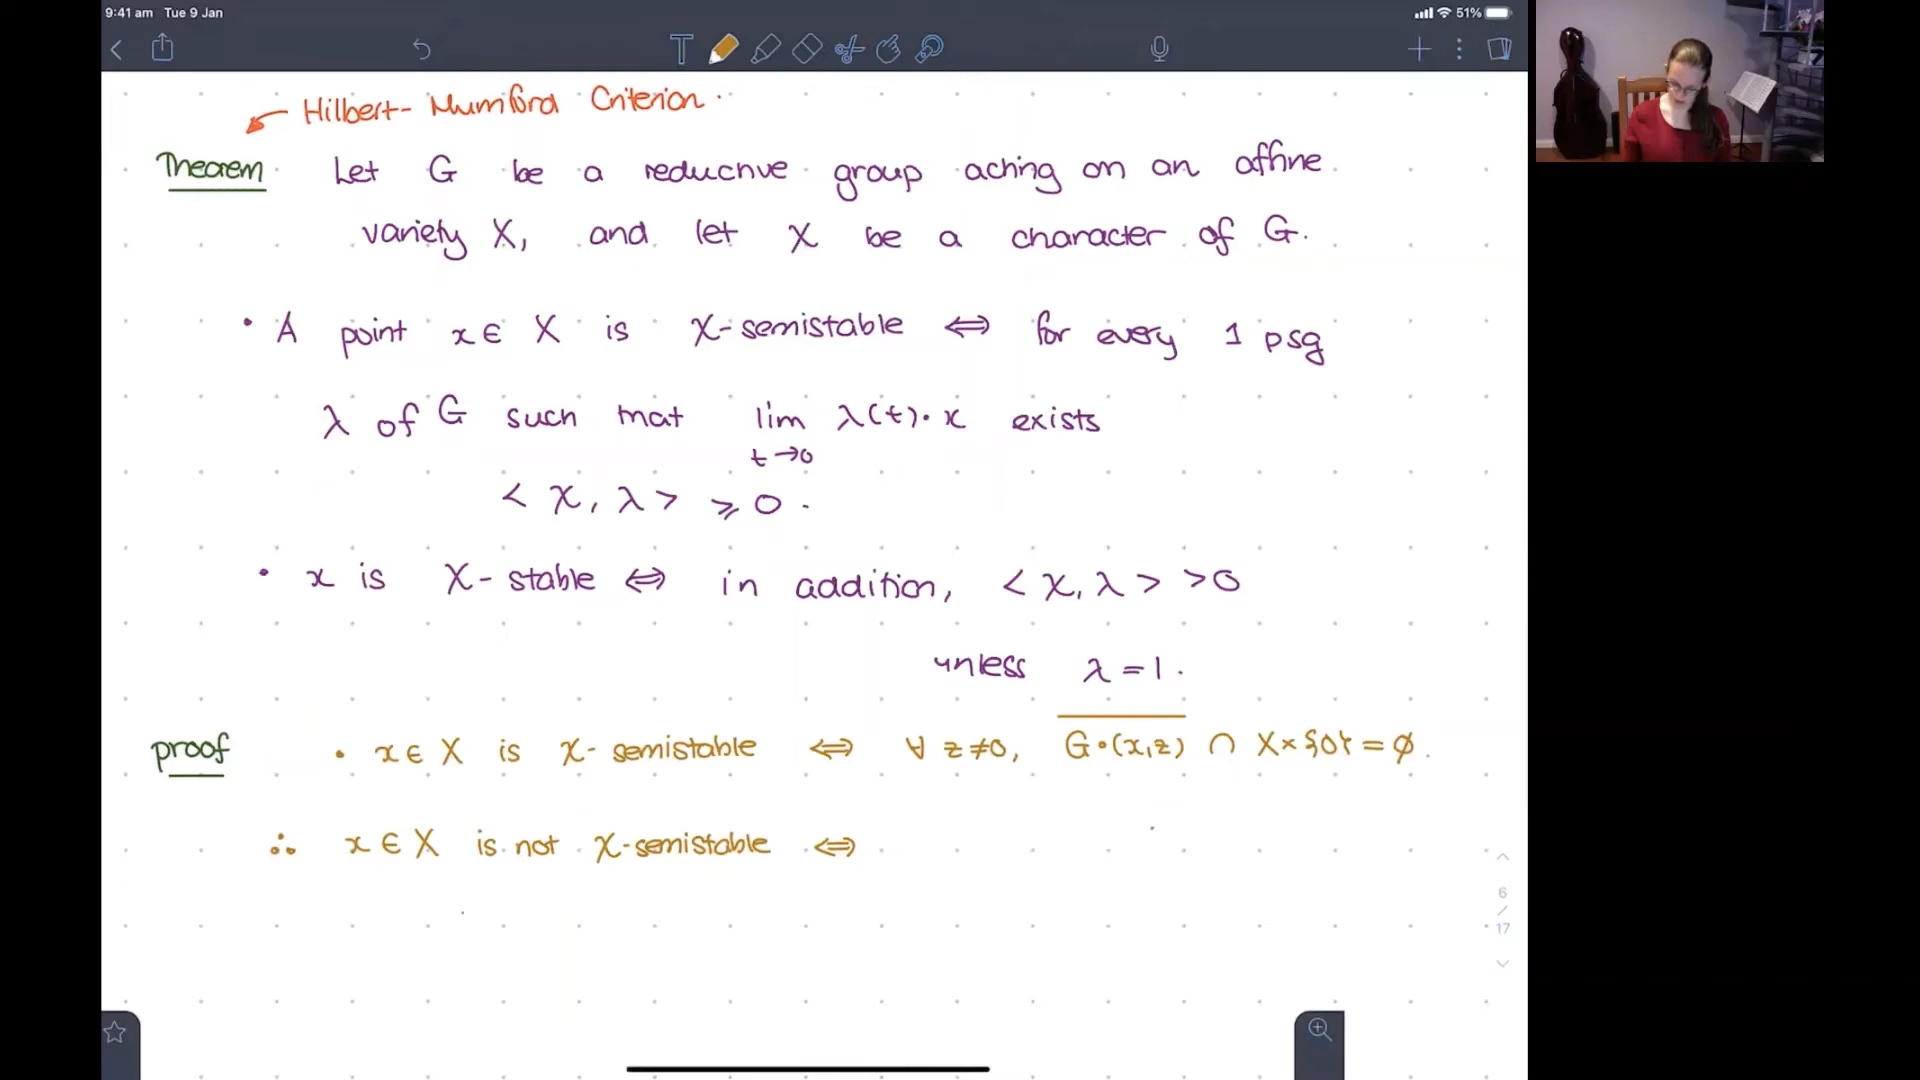 9:41 am Tue 9 Jan
51%
Hilbert-Mumford Criterion.
Theorem Let G be a reductive group acting on an affine
variety X, and let χ be a character of G.
• A point x ∈ X is χ-semistable ⇔ for every 1 psg
λ of G such that lim λ(t)·x exists
t→0
< χ, λ > ⩾ 0.
• x is χ-stable ⇔ in addition, < χ, λ > > 0
unless λ = 1.
proof • x ∈ X is χ-semistable ⇔ ∀ z ≠ 0, \overline{G·(x,z)} ∩ X×{0} = ∅.
∴ x ∈ X is not χ-semistable ⇔
6
/
17